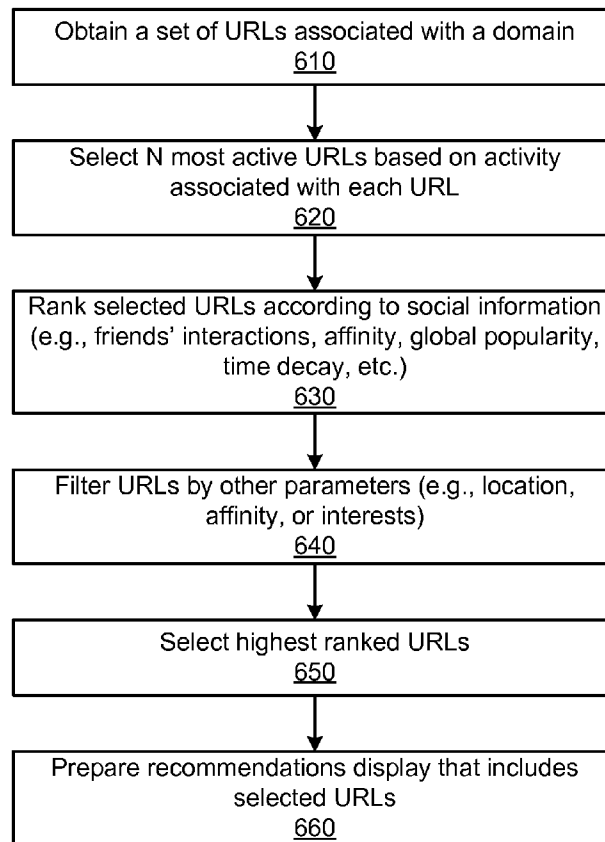 Obtain a set of URLs associated with a domain
610
Select N most active URLs based on activity
associated with each URL
620
Rank selected URLs according to social information
(e.g., friends' interactions, affinity, global popularity,
time decay, etc.)
630
Filter URLs by other parameters (e.g., location,
affinity, or interests)
640
Select highest ranked URLs
650
Prepare recommendations display that includes
selected URLs
660